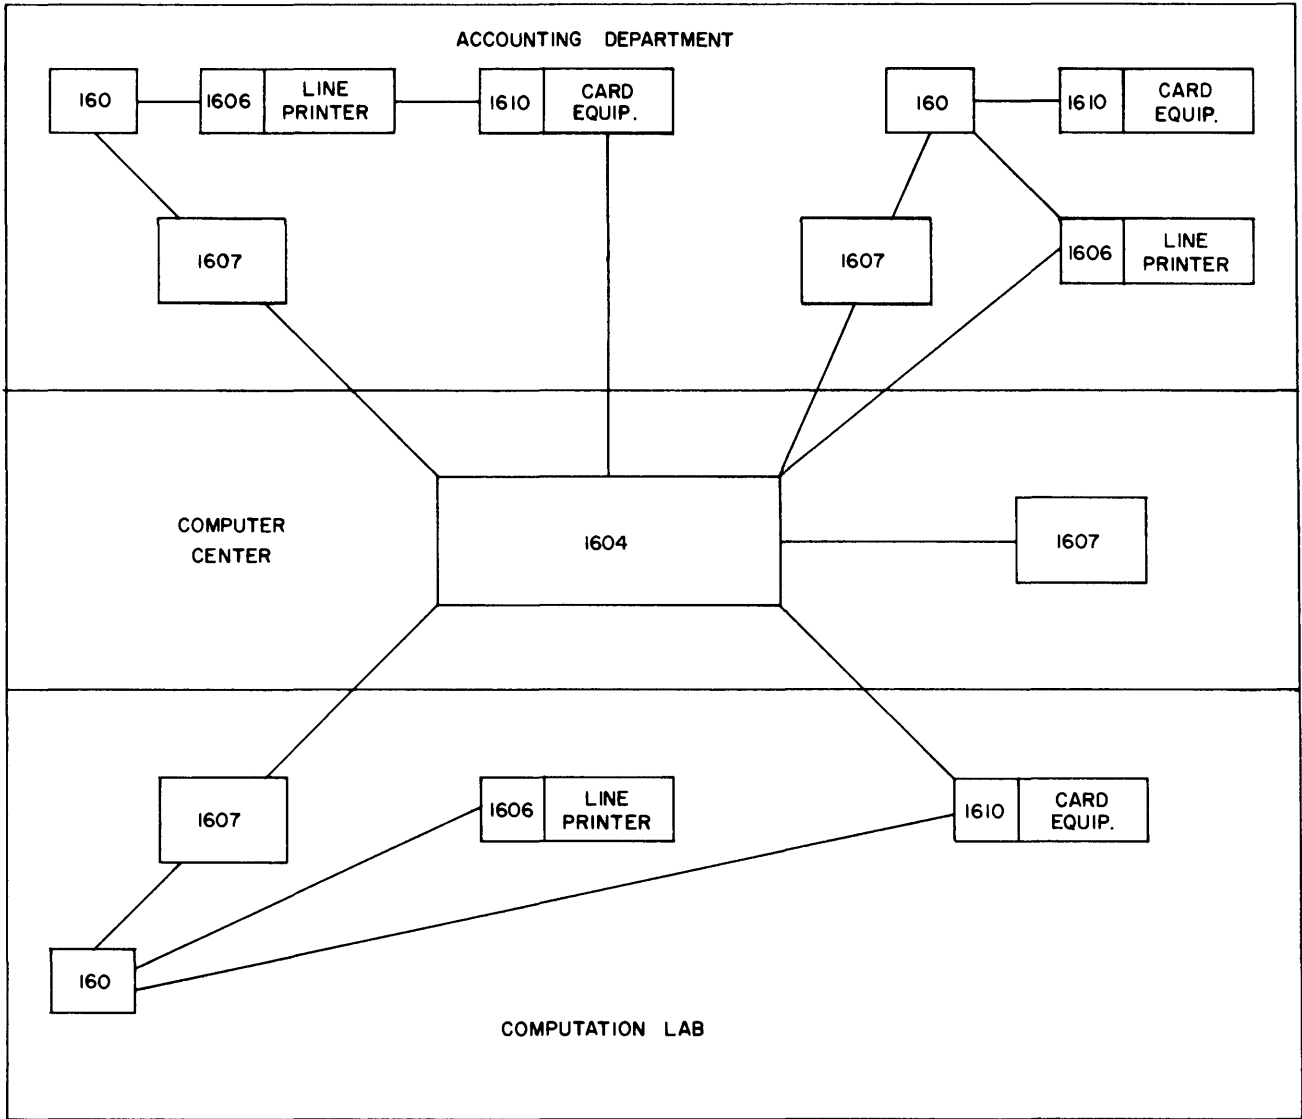 ACCOUNTING DEPARTMENT
160
1606
LINE
PRINTER
1610
CARD
EQUIP.
160
1610
CARD
EQUIP.
1607
1607
1606
LINE
PRINTER
COMPUTER
CENTER
1604
1607
1607
1606
LINE
PRINTER
1610
CARD
EQUIP.
160
COMPUTATION LAB